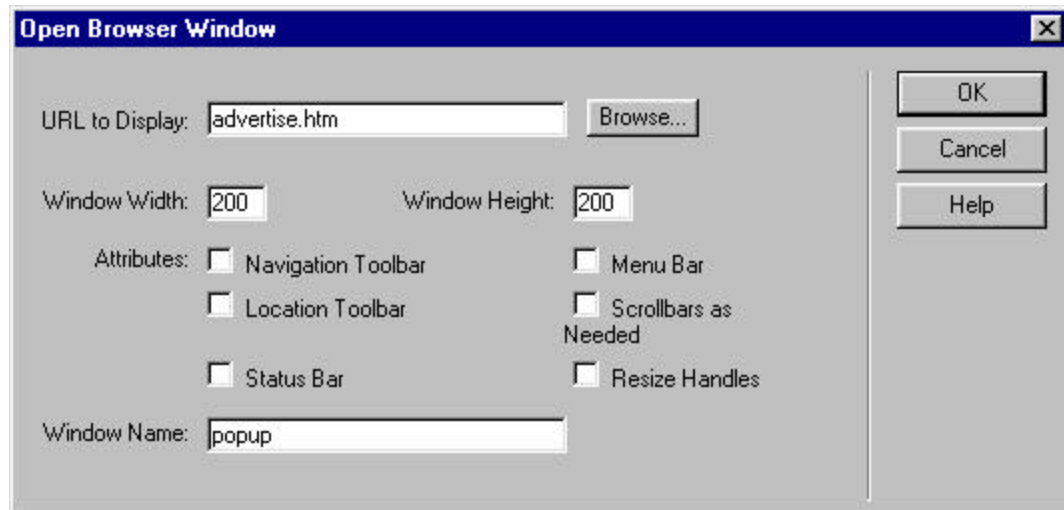 Open Browser Window
URL to Display: advertise.htm Browse...
OK
Cancel
Help
Window Width: 200 Window Height: 200
Attributes: Navigation Toolbar Menu Bar
Location Toolbar Scrollbars as
Needed
Status Bar Resize Handles
Window Name: popup